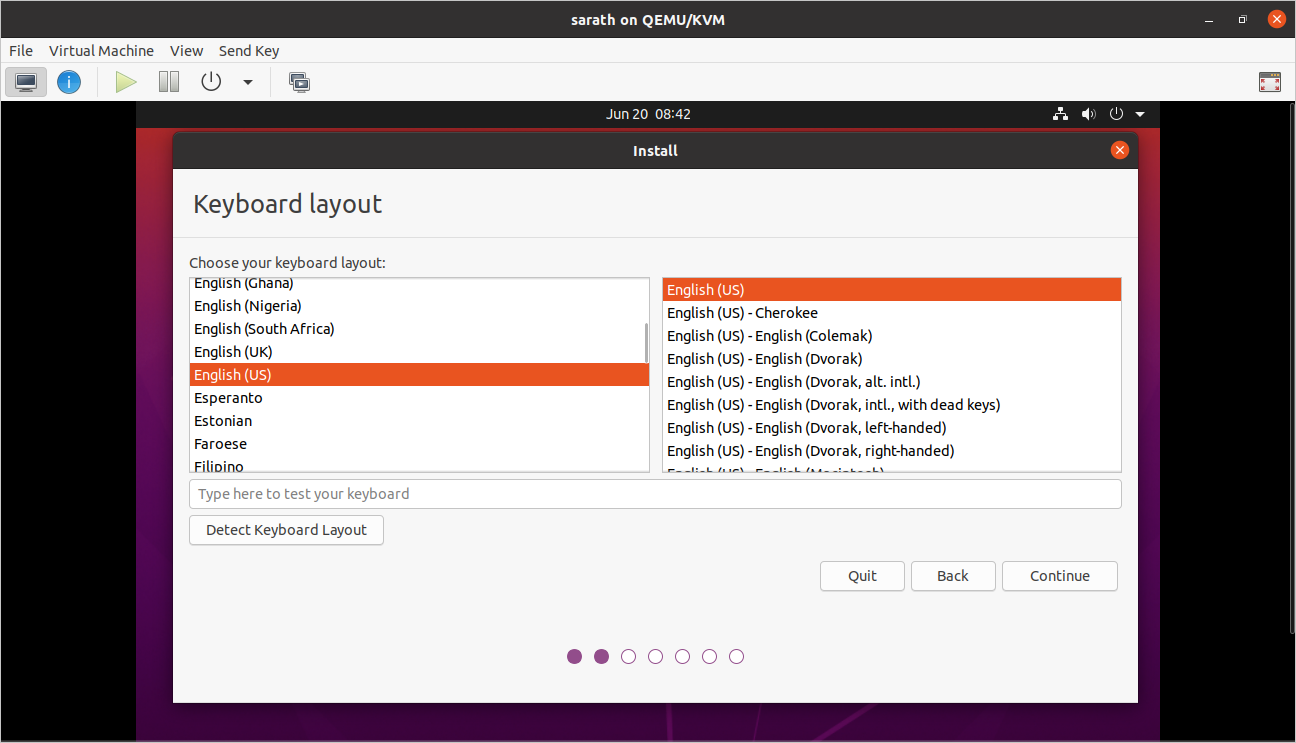 sarath on QEMU/KVM
File Virtual Machine View Send Key
Jun 20 08:42
Install
Keyboard layout
Choose your keyboard layout:
English (Ghana)
English (Nigeria)
English (South Africa)
English (UK)
English (US)
Esperanto
Estonian
Faroese
Filipino
English (US)
English (US) - Cherokee
English (US) - English (Colemak)
English (US) - English (Dvorak)
English (US) - English (Dvorak, alt. intl.)
English (US) - English (Dvorak, intl., with dead keys)
English (US) - English (Dvorak, left-handed)
English (US) - English (Dvorak, right-handed)
English (US) - English (Macintosh)
Type here to test your keyboard
Detect Keyboard Layout
Quit Back Continue